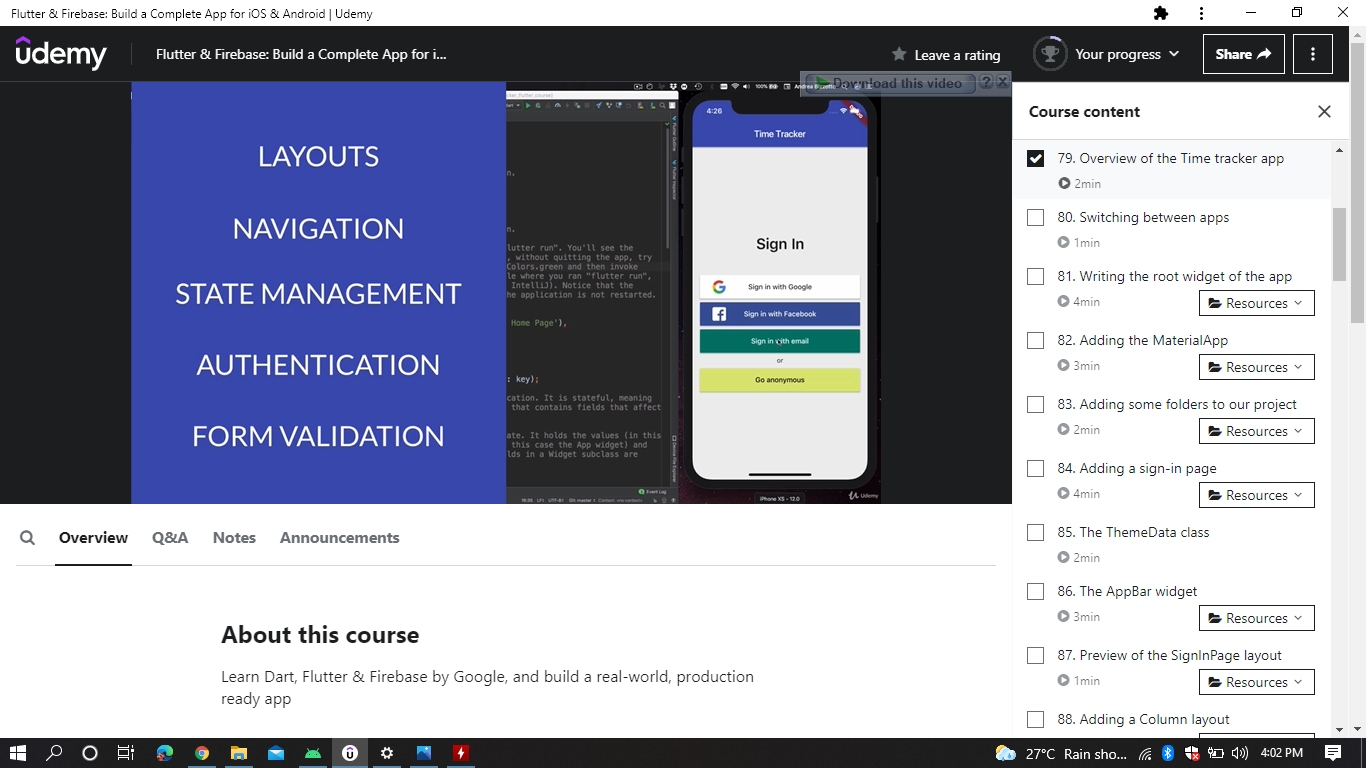 Flutter & Firebase: Build a Complete App for iOS & Android | Udemy
ûdemy
Flutter & Firebase: Build a Complete App for i...
Leave a rating
Your progress
Share
Download this video
?
LAYOUTS
NAVIGATION
STATE MANAGEMENT
AUTHENTICATION
FORM VALIDATION
lutter run". You'll see the
, without quitting the app, try
Colors.green and then invoke
le where you ran "flutter run",
IntelliJ). Notice that the
he application is not restarted.
Home Page'),
: key);
cation. It is stateful, meaning
that contains fields that affect
ate. It holds the values (in this
this case the App widget) and
lds in a Widget subclass are
Event Log
100%
4:26
Time Tracker
Sign In
Sign in with Google
Sign in with Facebook
Sign in with email
or
Go anonymous
iPhone XS - 12.0
Udemy
Course content
79. Overview of the Time tracker app
2min
80. Switching between apps
1min
81. Writing the root widget of the app
4min
Resources
82. Adding the MaterialApp
3min
Resources
83. Adding some folders to our project
2min
Resources
84. Adding a sign-in page
4min
Resources
85. The ThemeData class
2min
86. The AppBar widget
3min
Resources
87. Preview of the SignInPage layout
1min
Resources
88. Adding a Column layout
Overview
Q&A
Notes
Announcements
About this course
Learn Dart, Flutter & Firebase by Google, and build a real-world, production
ready app
27°C Rain sho...
4:02 PM